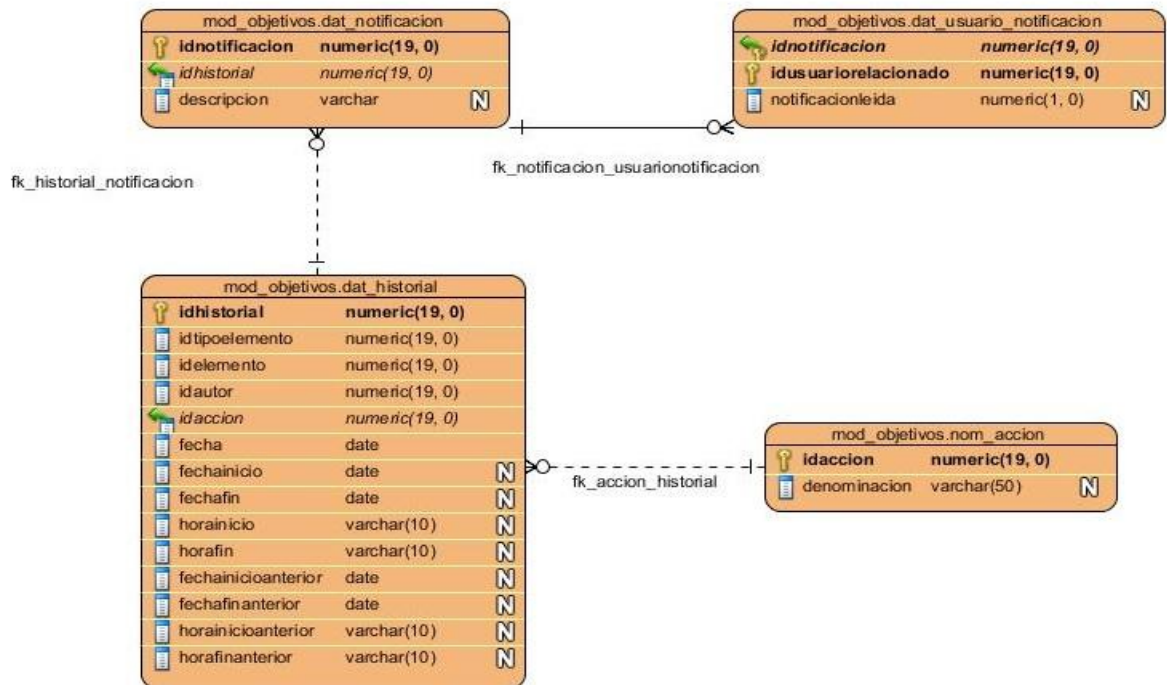 mod_objetivos.dat_notificacion
idnotificacion numeric(19, 0)
idhistorial numeric(19, 0)
descripcion varchar N
mod_objetivos.dat_usuario_notificacion
idnotificacion numeric(19, 0)
idusuariorelacionado numeric(19, 0)
notificacionleida numeric(1, 0) N
fk_notificacion_usuarionotificacion
fk_historial_notificacion
mod_objetivos.dat_historial
idhistorial numeric(19, 0)
idtipoelemento numeric(19, 0)
idelemento numeric(19, 0)
idautor numeric(19, 0)
idaccion numeric(19, 0)
fecha date
fechainicio date N
fechafin date N
horainicio varchar(10) N
horafin varchar(10) N
fechainicioanterior date N
fechafinanterior date N
horainicioanterior varchar(10) N
horafinanterior varchar(10) N
fk_accion_historial
mod_objetivos.nom_accion
idaccion numeric(19, 0)
denominacion varchar(50) N